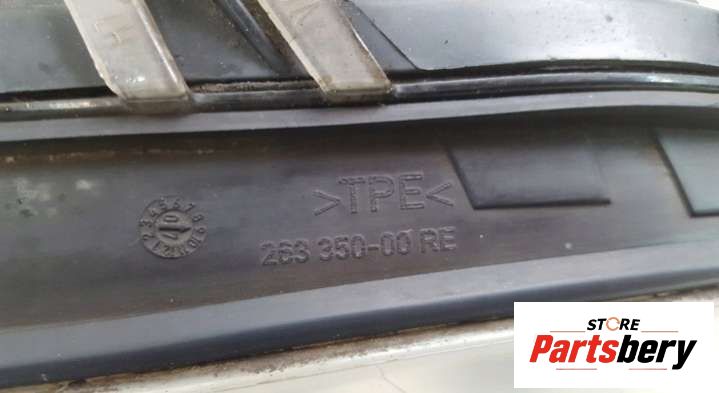 H
>TPE<
263 350-00 RE
STORE
Partsbery